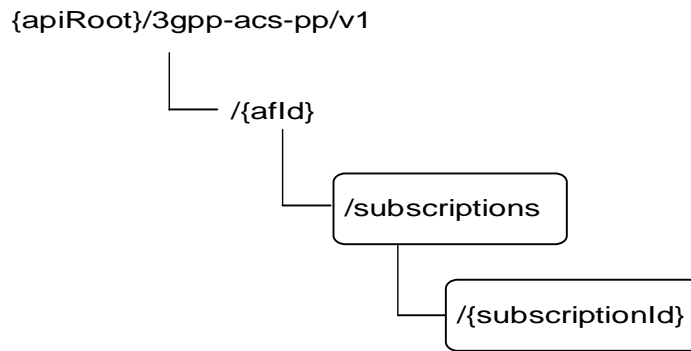 {apiRoot}/3gpp-acs-pp/v1
/{afId}
/subscriptions
/{subscriptionId}